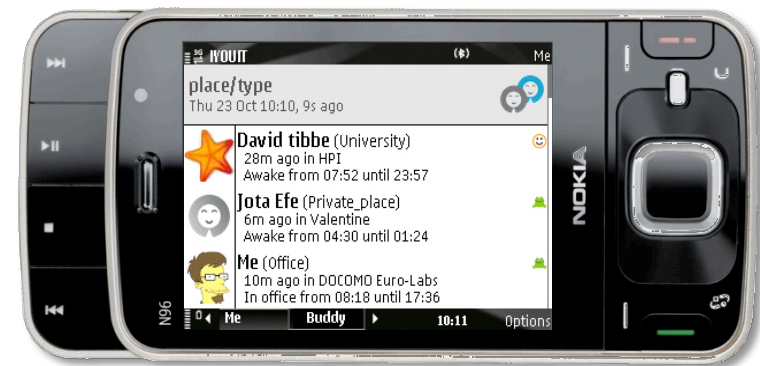 3G IYOUIT Me
place/type
Thu 23 Oct 10:10, 9s ago
David tibbe (University)
28m ago in HPI
Awake from 07:52 until 23:57
Jota Efe (Private_place)
6m ago in Valentine
Awake from 04:30 until 01:24
Me (Office)
10m ago in DOCOMO Euro-Labs
In office from 08:18 until 17:36
Me Buddy 10:11 Options
NOKIA
N96